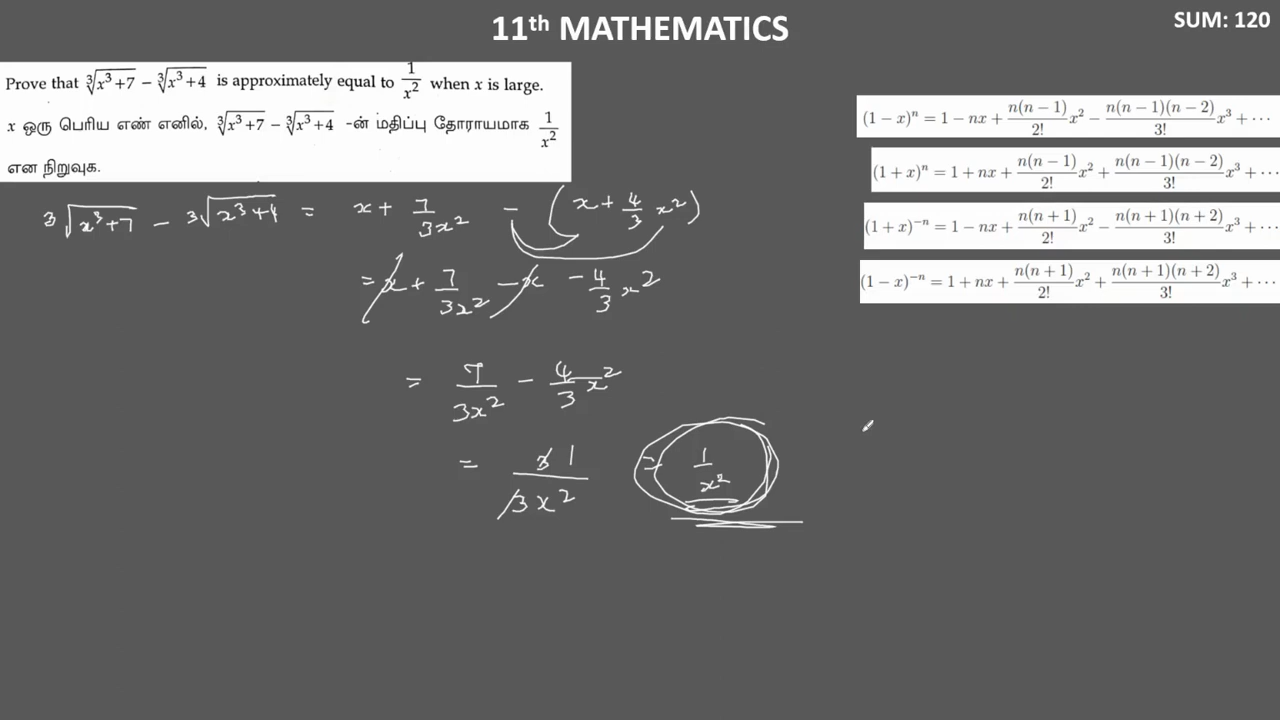 11th MATHEMATICS
SUM: 120
Prove that ∛(x³+7) − ∛(x³+4) is approximately equal to 1/x² when x is large.
x ஒரு பெரிய எண் எனில், ∛(x³+7) − ∛(x³+4) -ன் மதிப்பு தோராயமாக 1/x²
என நிறுவுக.
(1 − x)ⁿ = 1 − nx + n(n − 1)/2! x² − n(n − 1)(n − 2)/3! x³ + ⋯
(1 + x)ⁿ = 1 + nx + n(n − 1)/2! x² + n(n − 1)(n − 2)/3! x³ + ⋯
(1 + x)⁻ⁿ = 1 − nx + n(n + 1)/2! x² − n(n + 1)(n + 2)/3! x³ + ⋯
(1 − x)⁻ⁿ = 1 + nx + n(n + 1)/2! x² + n(n + 1)(n + 2)/3! x³ + ⋯
∛(x³+7) − ∛(x³+4) = x + 7/3x² − (x + 4/3 x²)
= x + 7/3x² − x − 4/3 x²
= 7/3x² − 4/3 x²
= 3 1/3x² = 1/x²